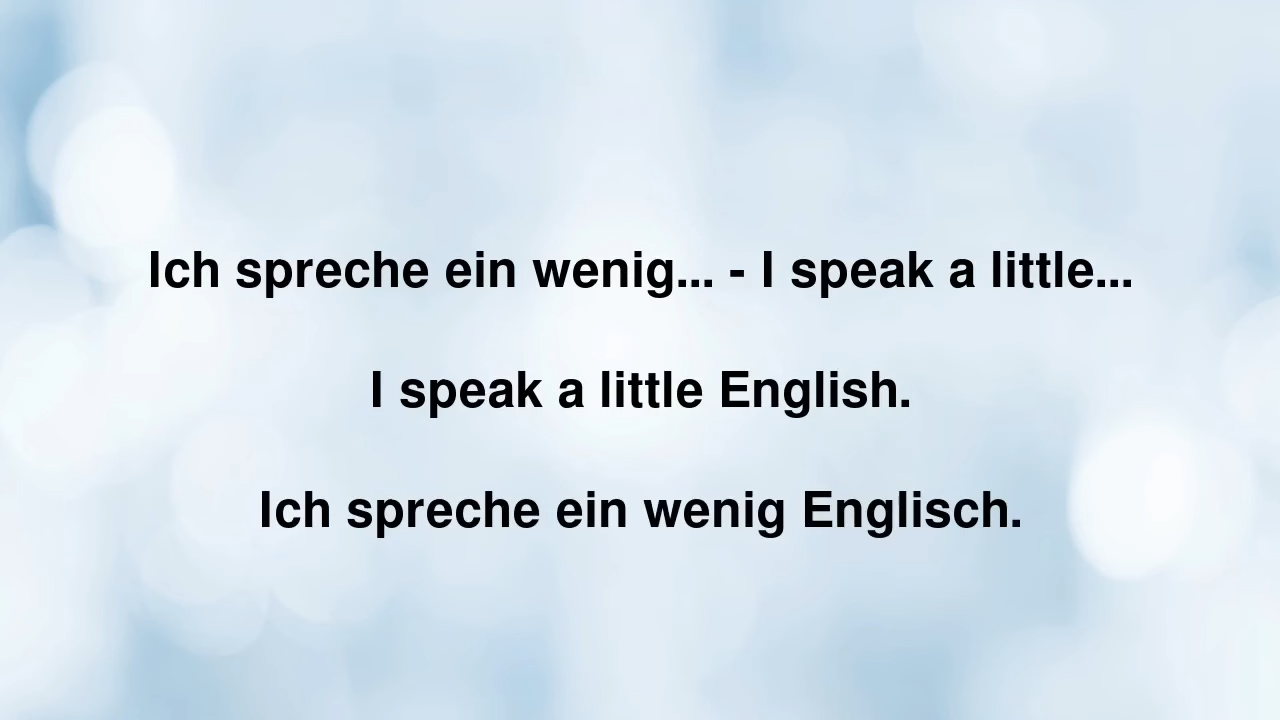 Ich spreche ein wenig... - I speak a little...
I speak a little English.
Ich spreche ein wenig Englisch.